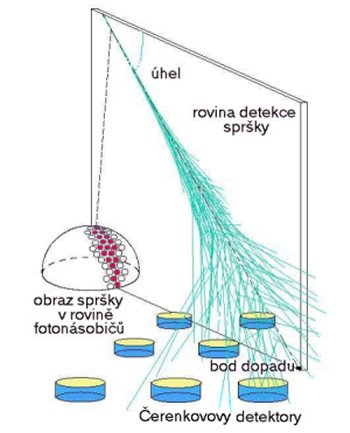 úhel
rovina detekce
spršky
obraz spršky
v rovině
fotonásobičů
bod dopadu
Čerenkovovy detektory